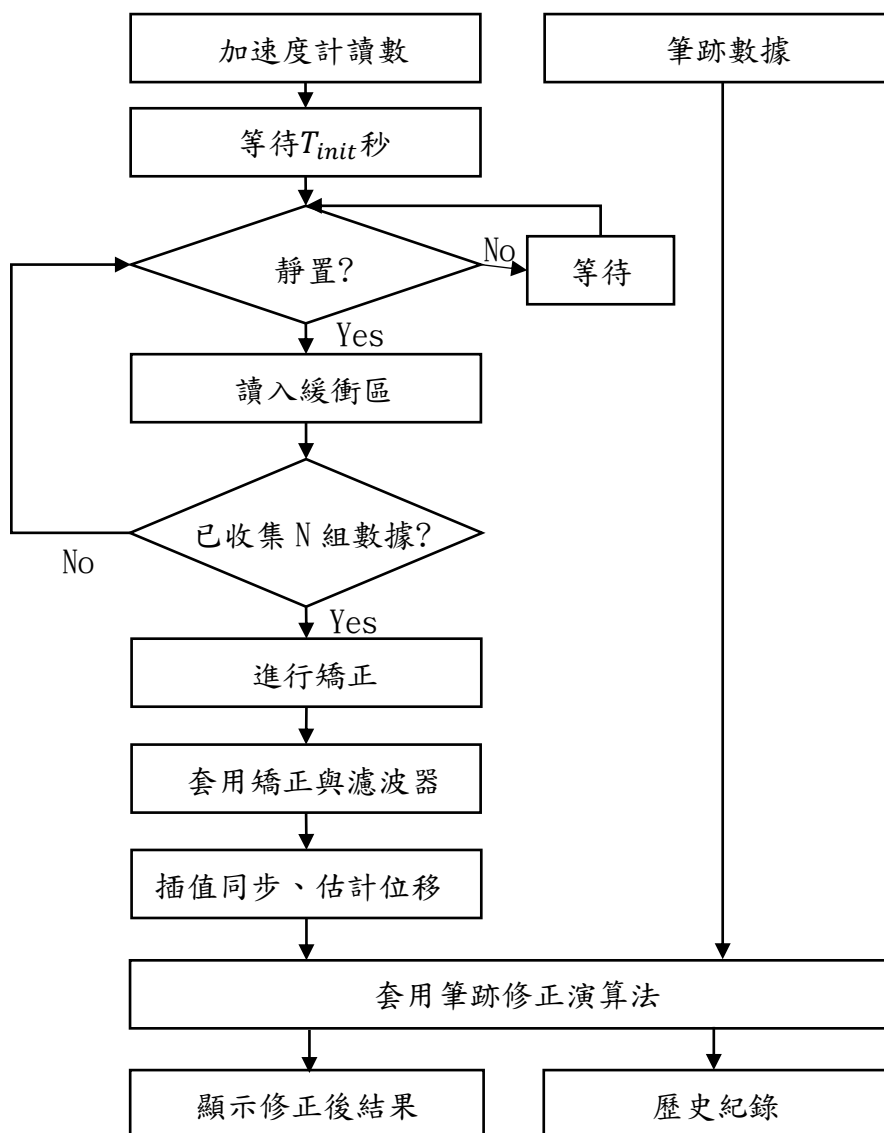 加速度計讀數
筆跡數據
等待T_init秒
靜置?
No
等待
Yes
讀入緩衝區
已收集 N 組數據?
No
Yes
進行矯正
套用矯正與濾波器
插值同步、估計位移
套用筆跡修正演算法
顯示修正後結果
歷史紀錄